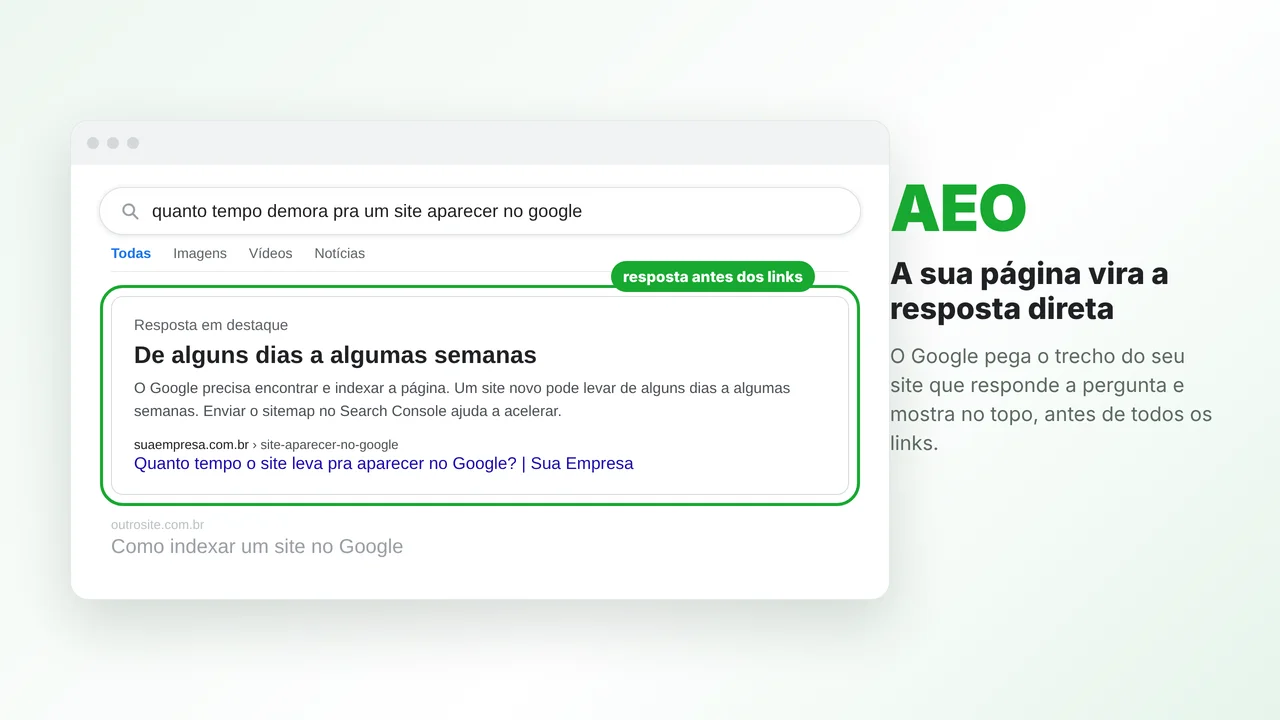 quanto tempo demora pra um site aparecer no google
Todas Imagens Vídeos Notícias
resposta antes dos links
Resposta em destaque
De alguns dias a algumas semanas
O Google precisa encontrar e indexar a página. Um site novo pode levar de alguns dias a algumas
semanas. Enviar o sitemap no Search Console ajuda a acelerar.
suaempresa.com.br › site-aparecer-no-google
Quanto tempo o site leva pra aparecer no Google? | Sua Empresa
outrosite.com.br
Como indexar um site no Google
AEO
A sua página vira a
resposta direta
O Google pega o trecho do seu
site que responde a pergunta e
mostra no topo, antes de todos os
links.